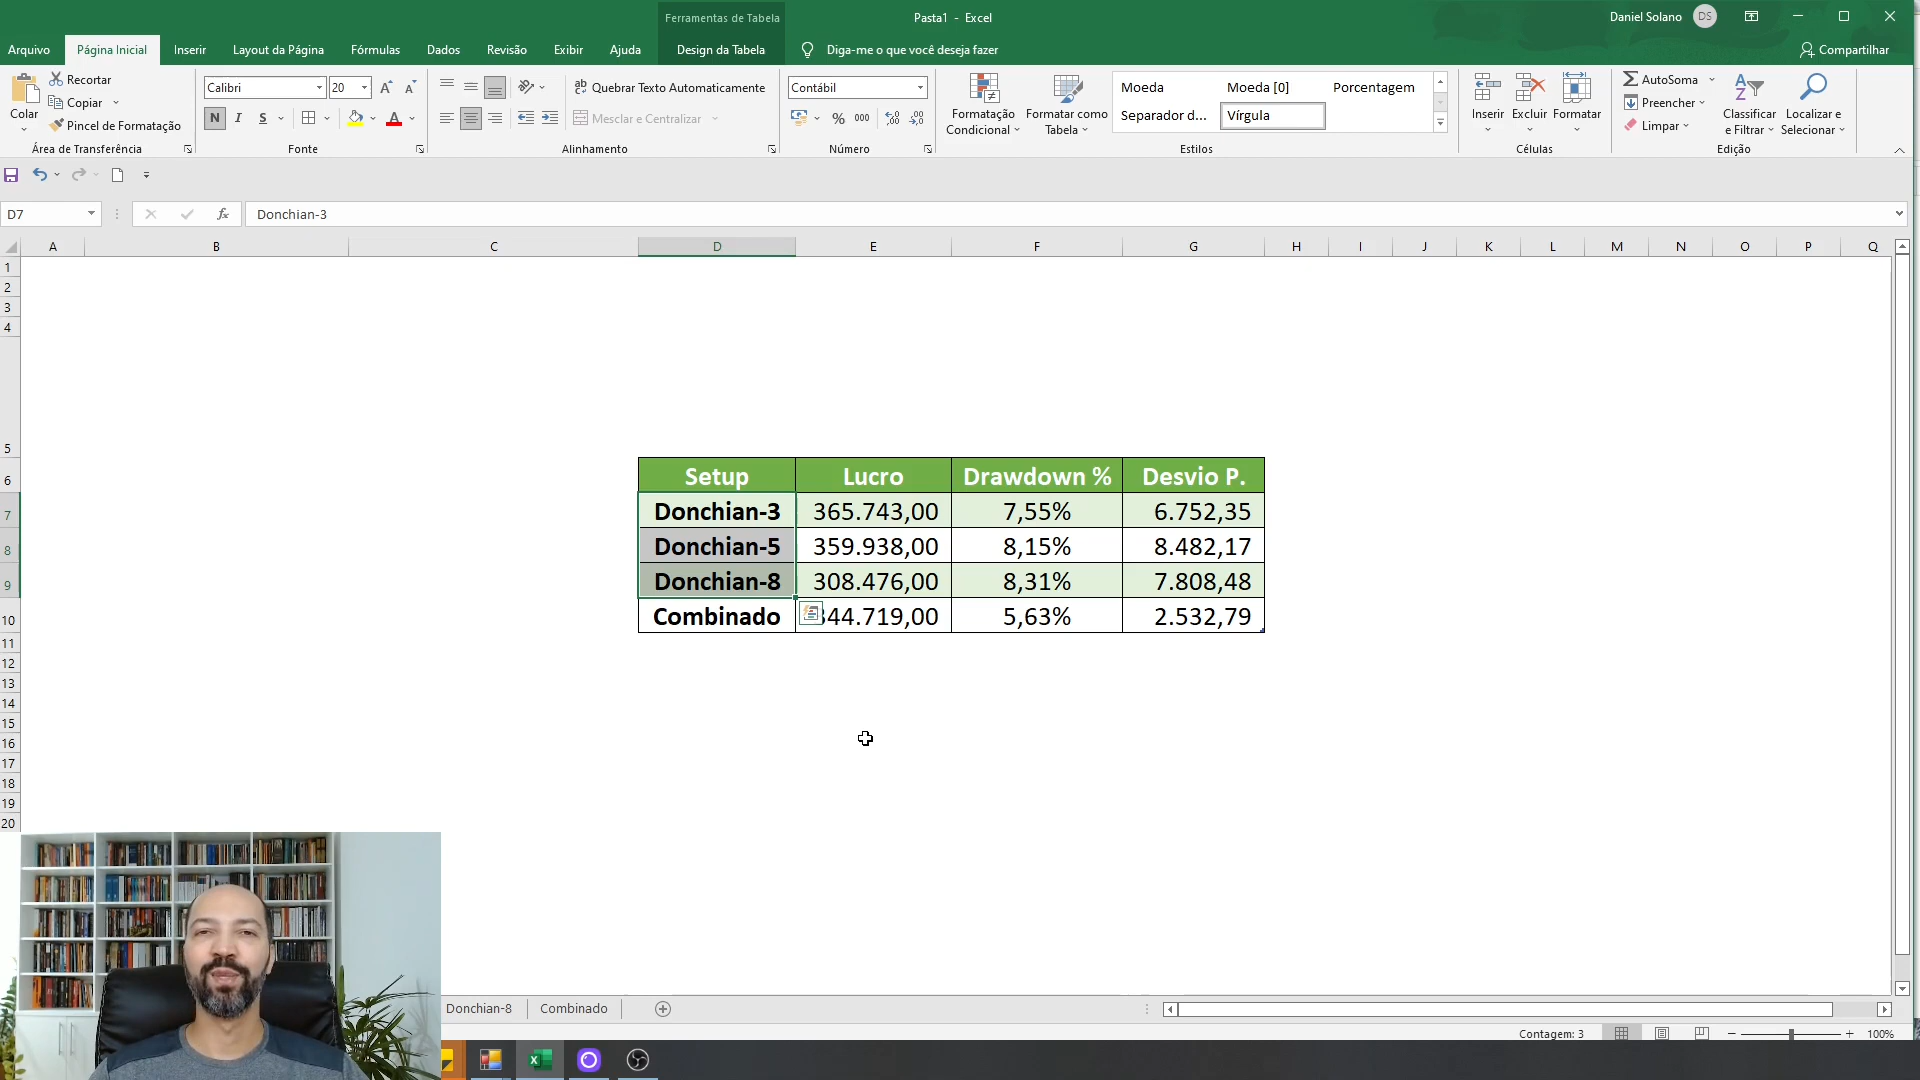 Ferramentas de Tabela
Pasta1 - Excel
Daniel Solano DS
Arquivo Página Inicial Inserir Layout da Página Fórmulas Dados Revisão Exibir Ajuda Design da Tabela Diga-me o que você deseja fazer Compartilhar
Colar
Recortar
Copiar
Pincel de Formatação
Área de Transferência
Calibri 20
N I S
Fonte
Quebrar Texto Automaticamente
Mesclar e Centralizar
Alinhamento
Contábil
% 000
Número
Formatação Condicional
Formatar como Tabela
Moeda Moeda [0] Porcentagem
Separador d... Vírgula
Estilos
Inserir Excluir Formatar
Células
AutoSoma
Preencher
Limpar
Classificar e Filtrar
Localizar e Selecionar
Edição
D7 fx Donchian-3
A B C D E F G H I J K L M N O P Q
1
2
3
4
5
6 Setup Lucro Drawdown % Desvio P.
7 Donchian-3 365.743,00 7,55% 6.752,35
8 Donchian-5 359.938,00 8,15% 8.482,17
9 Donchian-8 308.476,00 8,31% 7.808,48
10 Combinado 44.719,00 5,63% 2.532,79
11
12
13
14
15
16
17
18
19
20
Donchian-8 Combinado
Contagem: 3 100%